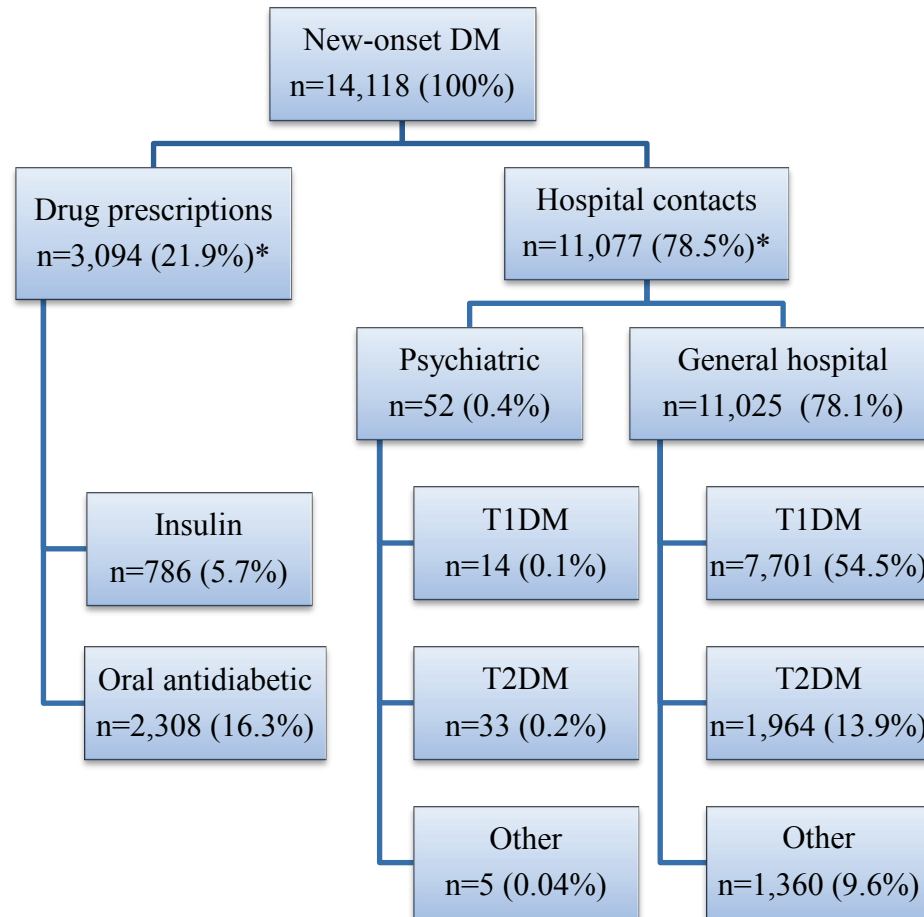 New-onset DM
n=14,118 (100%)
Drug prescriptions
n=3,094 (21.9%)*
Hospital contacts
n=11,077 (78.5%)*
Psychiatric
n=52 (0.4%)
General hospital
n=11,025 (78.1%)
Insulin
n=786 (5.7%)
Oral antidiabetic
n=2,308 (16.3%)
T1DM
n=14 (0.1%)
T2DM
n=33 (0.2%)
Other
n=5 (0.04%)
T1DM
n=7,701 (54.5%)
T2DM
n=1,964 (13.9%)
Other
n=1,360 (9.6%)